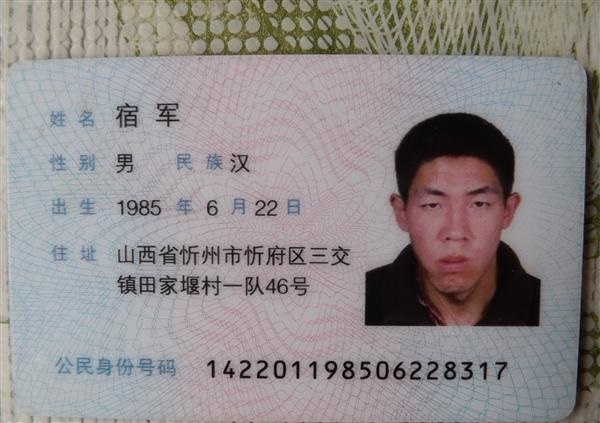 姓名 宿军
性别 男 民族 汉
出生 1985 年 6 月 22 日
住址 山西省忻州市忻府区三交
镇田家堰村一队46号
公民身份号码 142201198506228317